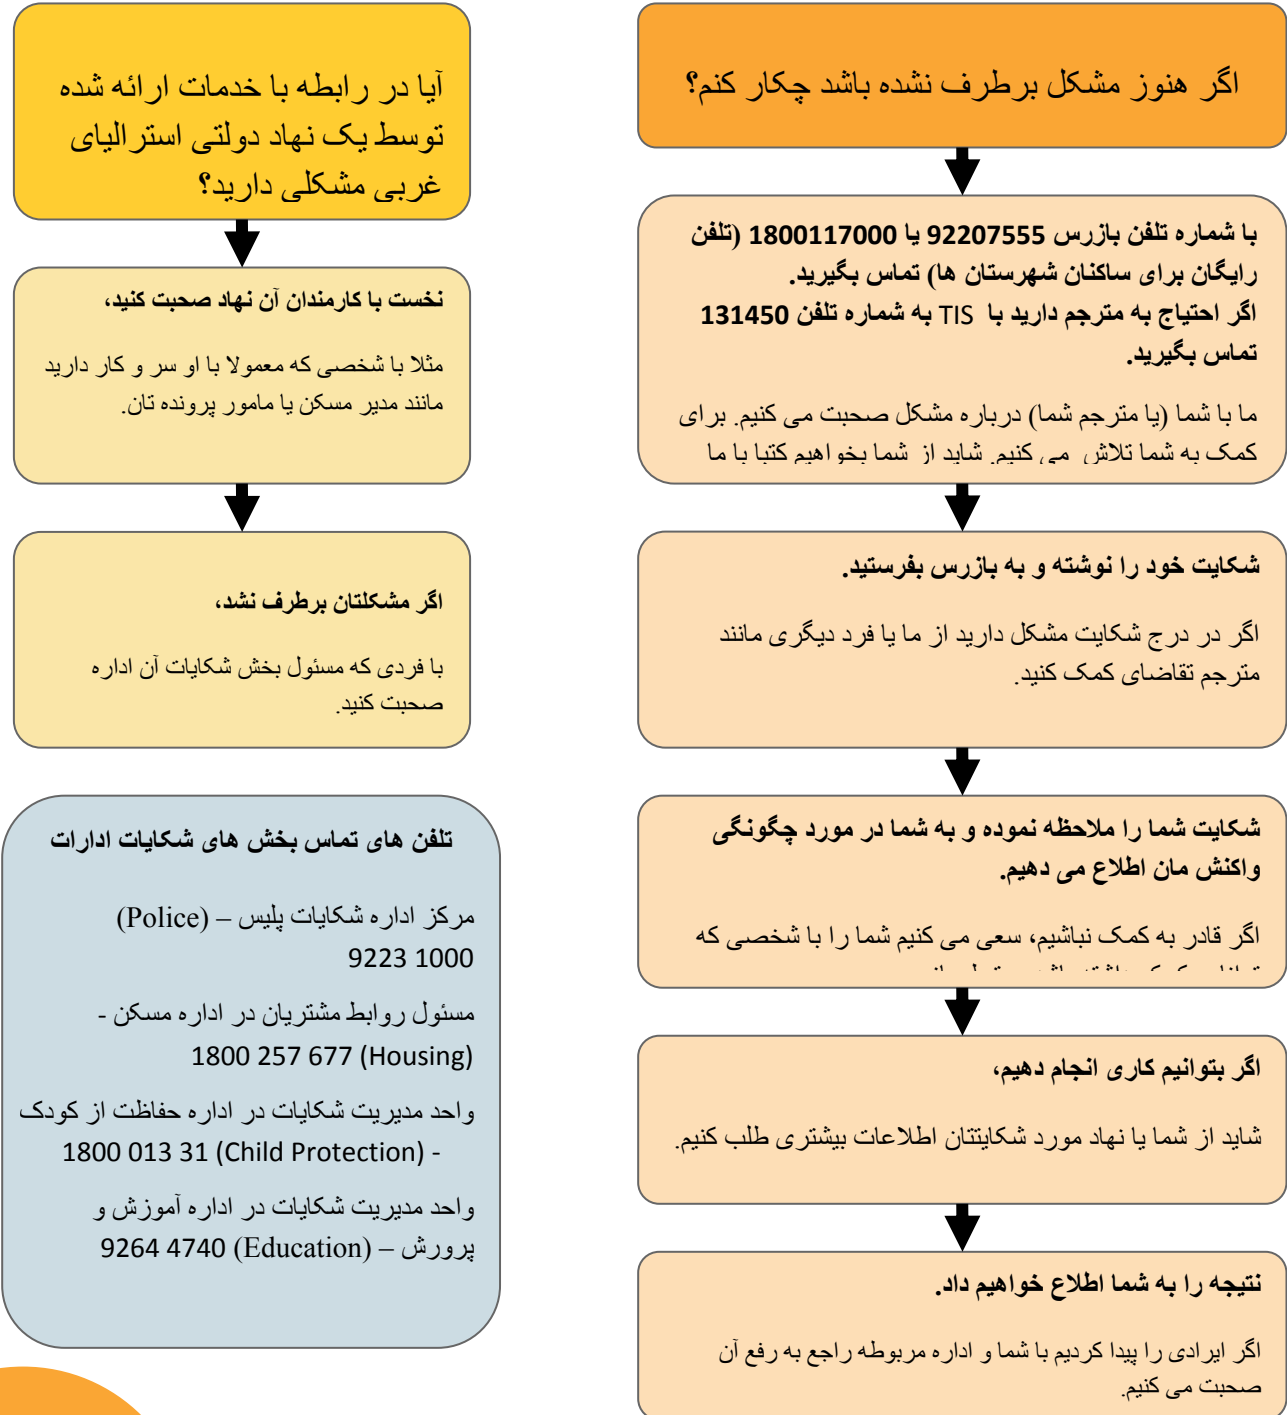 آیا در رابطه با خدمات ارائه شده
توسط یک نهاد دولتی استرالیای
غربی مشکلی دارید؟
نخست با کارمندان آن نهاد صحبت کنید،
مثلا با شخصی که معمولا با او سر و کار دارید
مانند مدیر مسکن یا مامور پرونده تان.
اگر مشکلتان برطرف نشد،
با فردی که مسئول بخش شکایات آن اداره
صحبت کنید.
تلفن های تماس بخش های شکایات ادارات
مرکز اداره شکایات پلیس – (Police)
9223 1000
مسئول روابط مشتریان در اداره مسکن -
1800 257 677 (Housing)
واحد مدیریت شکایات در اداره حفاظت از کودک
1800 013 31 (Child Protection) -
واحد مدیریت شکایات در اداره آموزش و
پرورش – (Education) 9264 4740
اگر هنوز مشکل برطرف نشده باشد چکار کنم؟
با شماره تلفن بازرس 92207555 یا 1800117000 (تلفن
رایگان برای ساکنان شهرستان ها) تماس بگیرید.
اگر احتیاج به مترجم دارید با TIS به شماره تلفن 131450
تماس بگیرید.
ما با شما (یا مترجم شما) درباره مشکل صحبت می کنیم. برای
کمک به شما تلاش می کنیم. شاید از شما بخواهیم کتبا با ما
شکایت خود را نوشته و به بازرس بفرستید.
اگر در درج شکایت مشکل دارید از ما یا فرد دیگری مانند
مترجم تقاضای کمک کنید.
شکایت شما را ملاحظه نموده و به شما در مورد چگونگی
واکنش مان اطلاع می دهیم.
اگر قادر به کمک نباشیم، سعی می کنیم شما را با شخصی که
اگر بتوانیم کاری انجام دهیم،
شاید از شما یا نهاد مورد شکایتتان اطلاعات بیشتری طلب کنیم.
نتیجه را به شما اطلاع خواهیم داد.
اگر ایرادی را پیدا کردیم با شما و اداره مربوطه راجع به رفع آن
صحبت می کنیم.